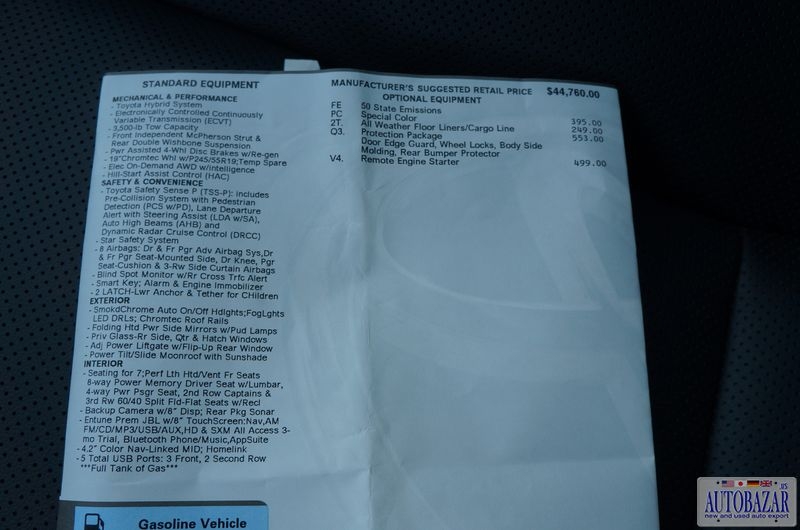 STANDARD EQUIPMENT
MECHANICAL & PERFORMANCE
- Toyota Hybrid System
- Electronically Controlled Continuously
Variable Transmission (ECVT)
- 3,500-lb Tow Capacity
- Front Independent McPherson Strut &
Rear Double Wishbone Suspension
- Pwr Assisted 4-Whl Disc Brakes w/Re-gen
- 19"Chromtec Whl w/P245/55R19;Temp Spare
- Elec On-Demand AWD w/intelligence
- Hill-Start Assist Control (HAC)
SAFETY & CONVENIENCE
- Toyota Safety Sense P (TSS-P): includes
Pre-Collision System with Pedestrian
Detection (PCS w/PD), Lane Departure
Alert with Steering Assist (LDA w/SA),
Auto High Beams (AHB) and
Dynamic Radar Cruise Control (DRCC)
- Star Safety System
- 8 Airbags: Dr & Fr Pgr Adv Airbag Sys,Dr
& Fr Pgr Seat-Mounted Side, Dr Knee, Pgr
Seat-Cushion & 3-Rw Side Curtain Airbags
- Blind Spot Monitor w/Rr Cross Trfc Alert
- Smart Key; Alarm & Engine Immobilizer
- 2 LATCH-Lwr Anchor & Tether for CHildren
EXTERIOR
- SmokdChrome Auto On/Off Hdlghts;FogLghts
LED DRLs; Chromtec Roof Rails
- Folding Htd Pwr Side Mirrors w/Pud Lamps
- Priv Glass-Rr Side, Qtr & Hatch Windows
- Adj Power Liftgate w/Flip-Up Rear Window
- Power Tilt/Slide Moonroof with Sunshade
INTERIOR
- Seating for 7;Perf Lth Htd/Vent Fr Seats
8-way Power Memory Driver Seat w/Lumbar,
4-way Pwr Psgr Seat, 2nd Row Captains &
3rd Rw 60/40 Split Fld-Flat Seats w/Recl
- Backup Camera w/8" Disp; Rear Pkg Sonar
- Entune Prem JBL w/8" TouchScreen:Nav,AM
FM/CD/MP3/USB/AUX,HD & SXM All Access 3-
mo Trial, Bluetooth Phone/Music,AppSuite
- 4.2" Color Nav-Linked MID; Homelink
- 5 Total USB Ports: 3 Front, 2 Second Row
***Full Tank of Gas***
MANUFACTURER'S SUGGESTED RETAIL PRICE $44,760.00
OPTIONAL EQUIPMENT
FE 50 State Emissions
PC Special Color 395.00
2T. All Weather Floor Liners/Cargo Line 249.00
Q3. Protection Package 553.00
Door Edge Guard, Wheel Locks, Body Side
Molding, Rear Bumper Protector
V4. Remote Engine Starter 499.00
Gasoline Vehicle
AUTOBAZAR.US
new and used auto export